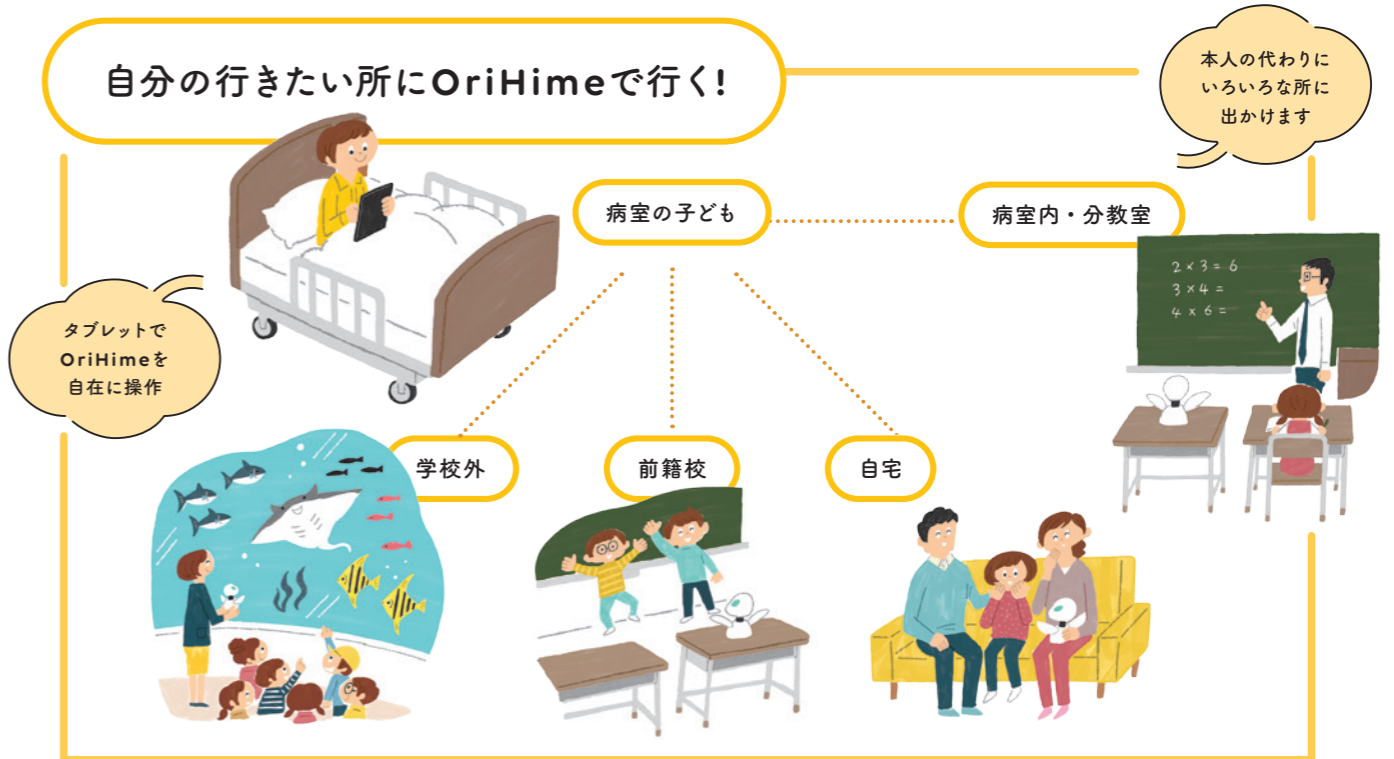 自分の行きたい所にOriHimeで行く!
本人の代わりに
いろいろな所に
出かけます
病室の子ども
病室内・分教室
2×3=6
3×4=
4×6=
タブレットで
OriHimeを
自在に操作
学校外
前籍校
自宅